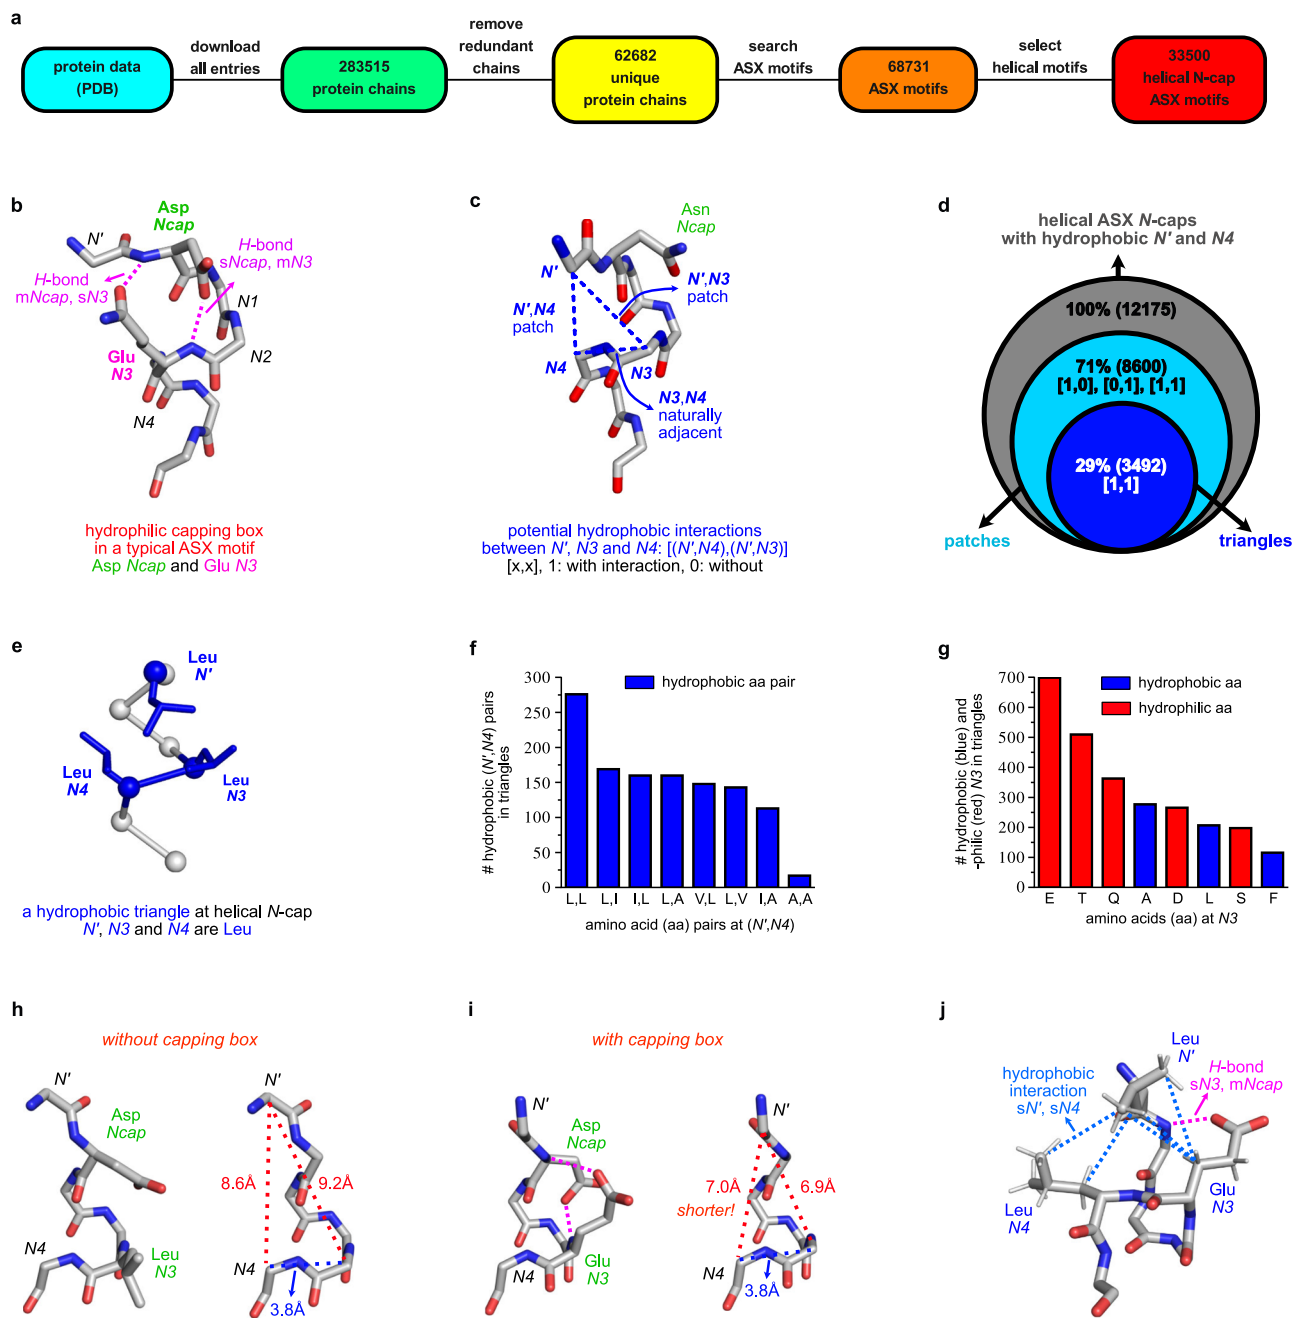 a
protein data
(PDB)
download
all entries
283515
protein chains
remove
redundant
chains
62682
unique
protein chains
search
ASX motifs
68731
ASX motifs
select
helical motifs
33500
helical N-cap
ASX motifs
b
Asp
Ncap
N'
H-bond
sNcap, mN3
H-bond
mNcap, sN3
N1
N2
Glu
N3
N4
hydrophilic capping box
in a typical ASX motif
Asp Ncap and Glu N3
c
Asn
Ncap
N'
N',N3
patch
N',N4
patch
N4
N3
N3,N4
naturally
adjacent
potential hydrophobic interactions
between N', N3 and N4: [(N',N4),(N',N3)]
[x,x], 1: with interaction, 0: without
d
helical ASX N-caps
with hydrophobic N' and N4
100% (12175)
71% (8600)
[1,0], [0,1], [1,1]
29% (3492)
[1,1]
patches
triangles
e
Leu
N'
Leu
N4
Leu
N3
a hydrophobic triangle at helical N-cap
N', N3 and N4 are Leu
f
# hydrophobic (N',N4) pairs
in triangles
300
250
200
150
100
50
0
hydrophobic aa pair
L,L L,I I,L L,A V,L L,V I,A A,A
amino acid (aa) pairs at (N',N4)
g
# hydrophobic (blue) and
-philic (red) N3 in triangles
700
600
500
400
300
200
100
0
hydrophobic aa
hydrophilic aa
E T Q A D L S F
amino acids (aa) at N3
h
without capping box
N'
Asp
Ncap
N4
Leu
N3
N'
8.6Å
9.2Å
N4
3.8Å
i
with capping box
N'
Asp
Ncap
N4
Glu
N3
N'
7.0Å
6.9Å
shorter!
N4
3.8Å
j
Leu
N'
hydrophobic
interaction
sN', sN4
H-bond
sN3, mNcap
Leu
N4
Glu
N3